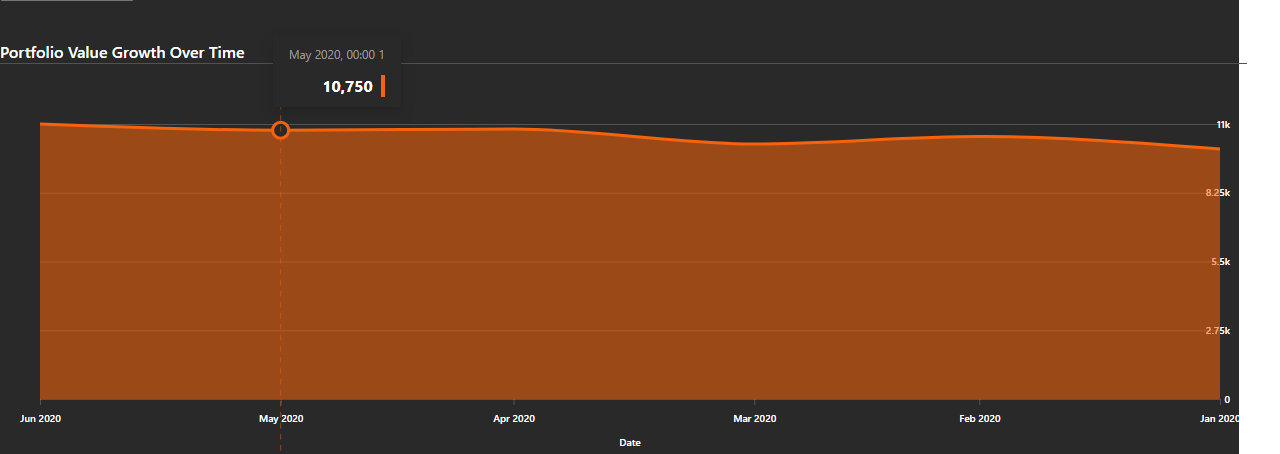 Portfolio Value Growth Over Time
May 2020, 00:00 1
10,750
11k
8.25k
5.5k
2.75k
0
Jun 2020
May 2020
Apr 2020
Mar 2020
Feb 2020
Jan 2020
Date